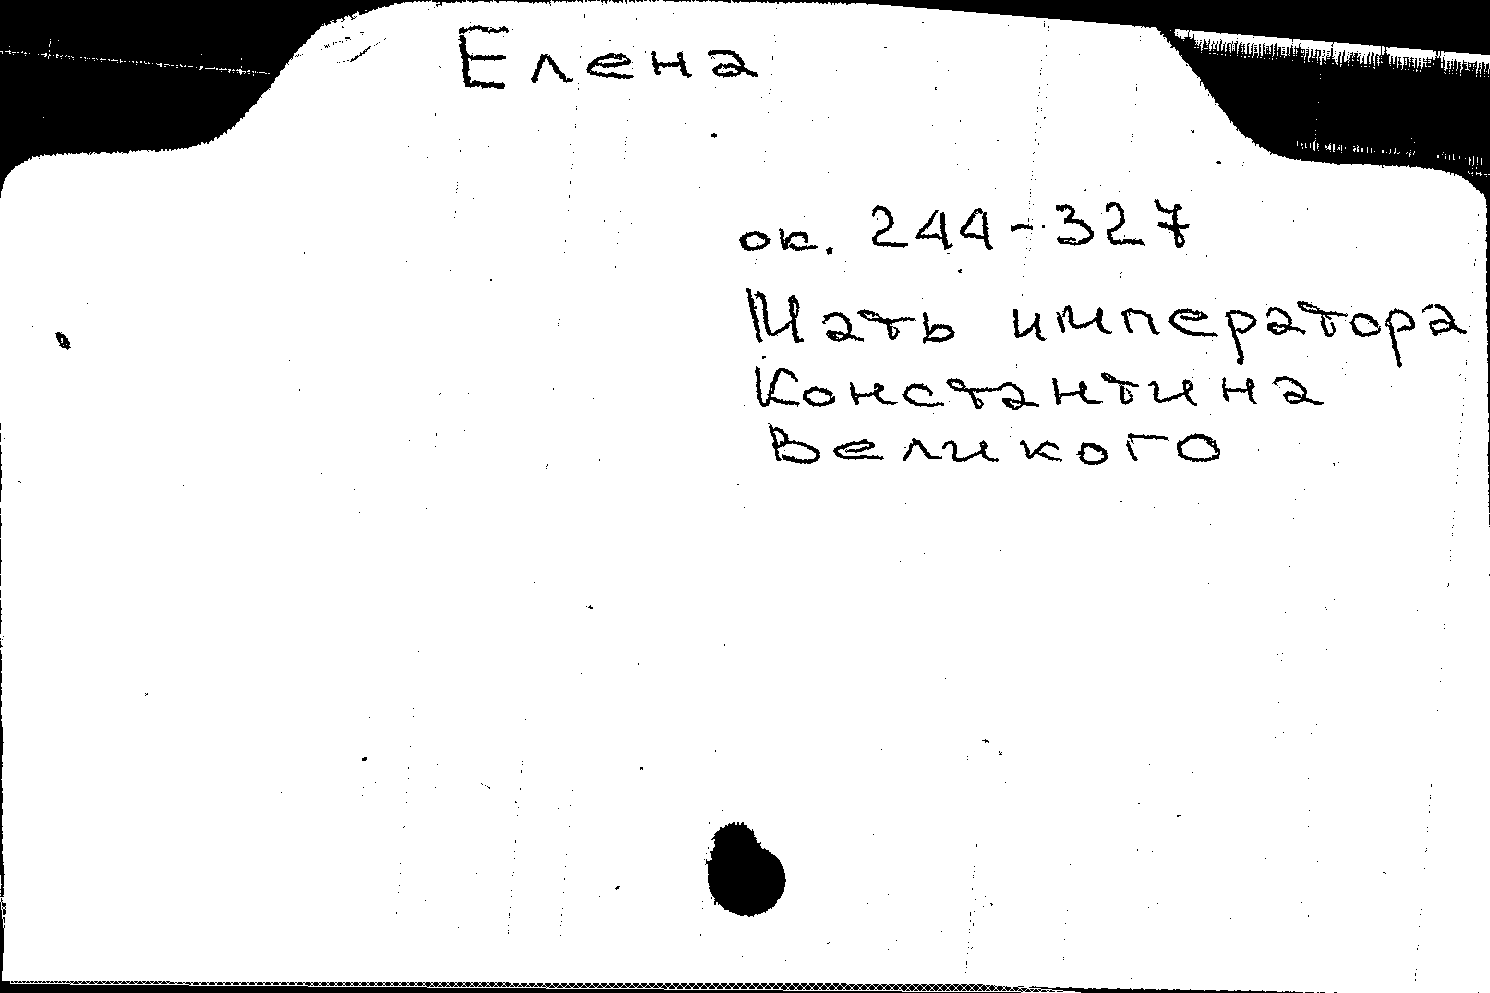 Елена
ок. 244-327
Мать императора
Константина
Великого